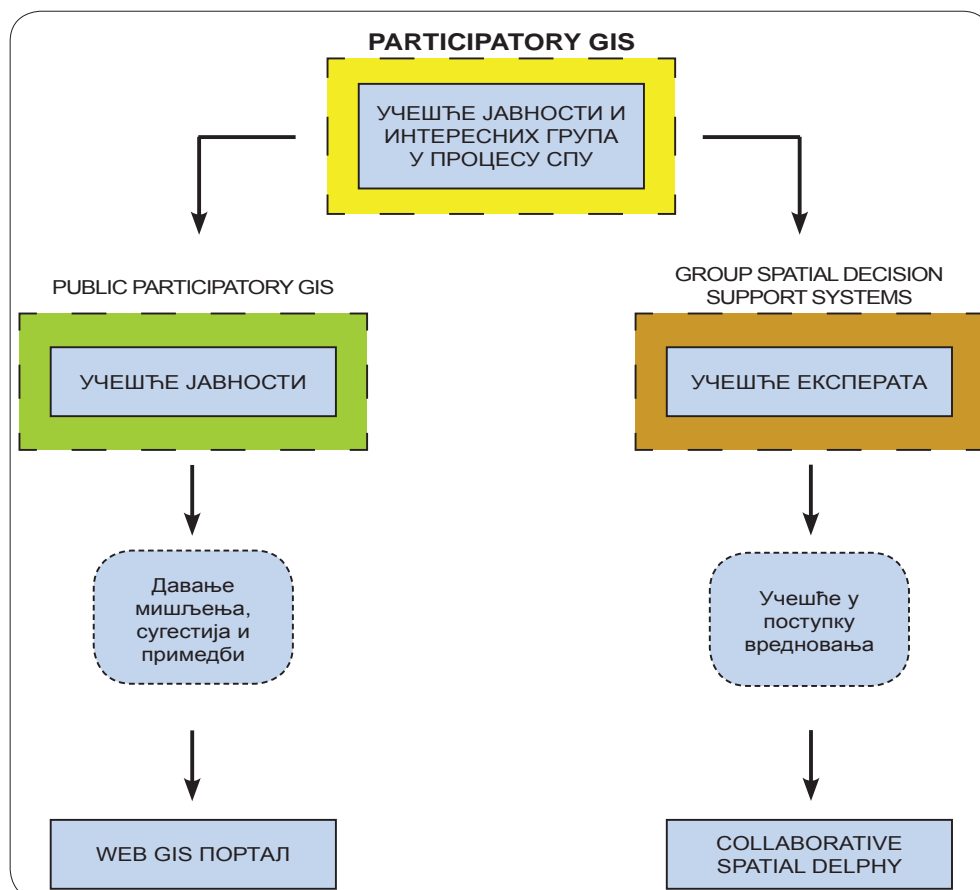 PARTICIPATORY GIS
УЧЕШЋЕ ЈАВНОСТИ И
ИНТЕРЕСНИХ ГРУПА
У ПРОЦЕСУ СПУ
PUBLIC PARTICIPATORY GIS
УЧЕШЋЕ ЈАВНОСТИ
Давање
мишљења,
сугестија и
примедби
WEB GIS ПОРТАЛ
GROUP SPATIAL DECISION
SUPPORT SYSTEMS
УЧЕШЋЕ ЕКСПЕРАТА
Учешће у
поступку
вредновања
COLLABORATIVE
SPATIAL DELPHY